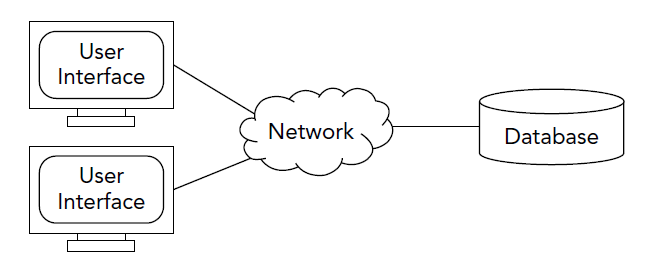 User
Interface
Network
Database
User
Interface